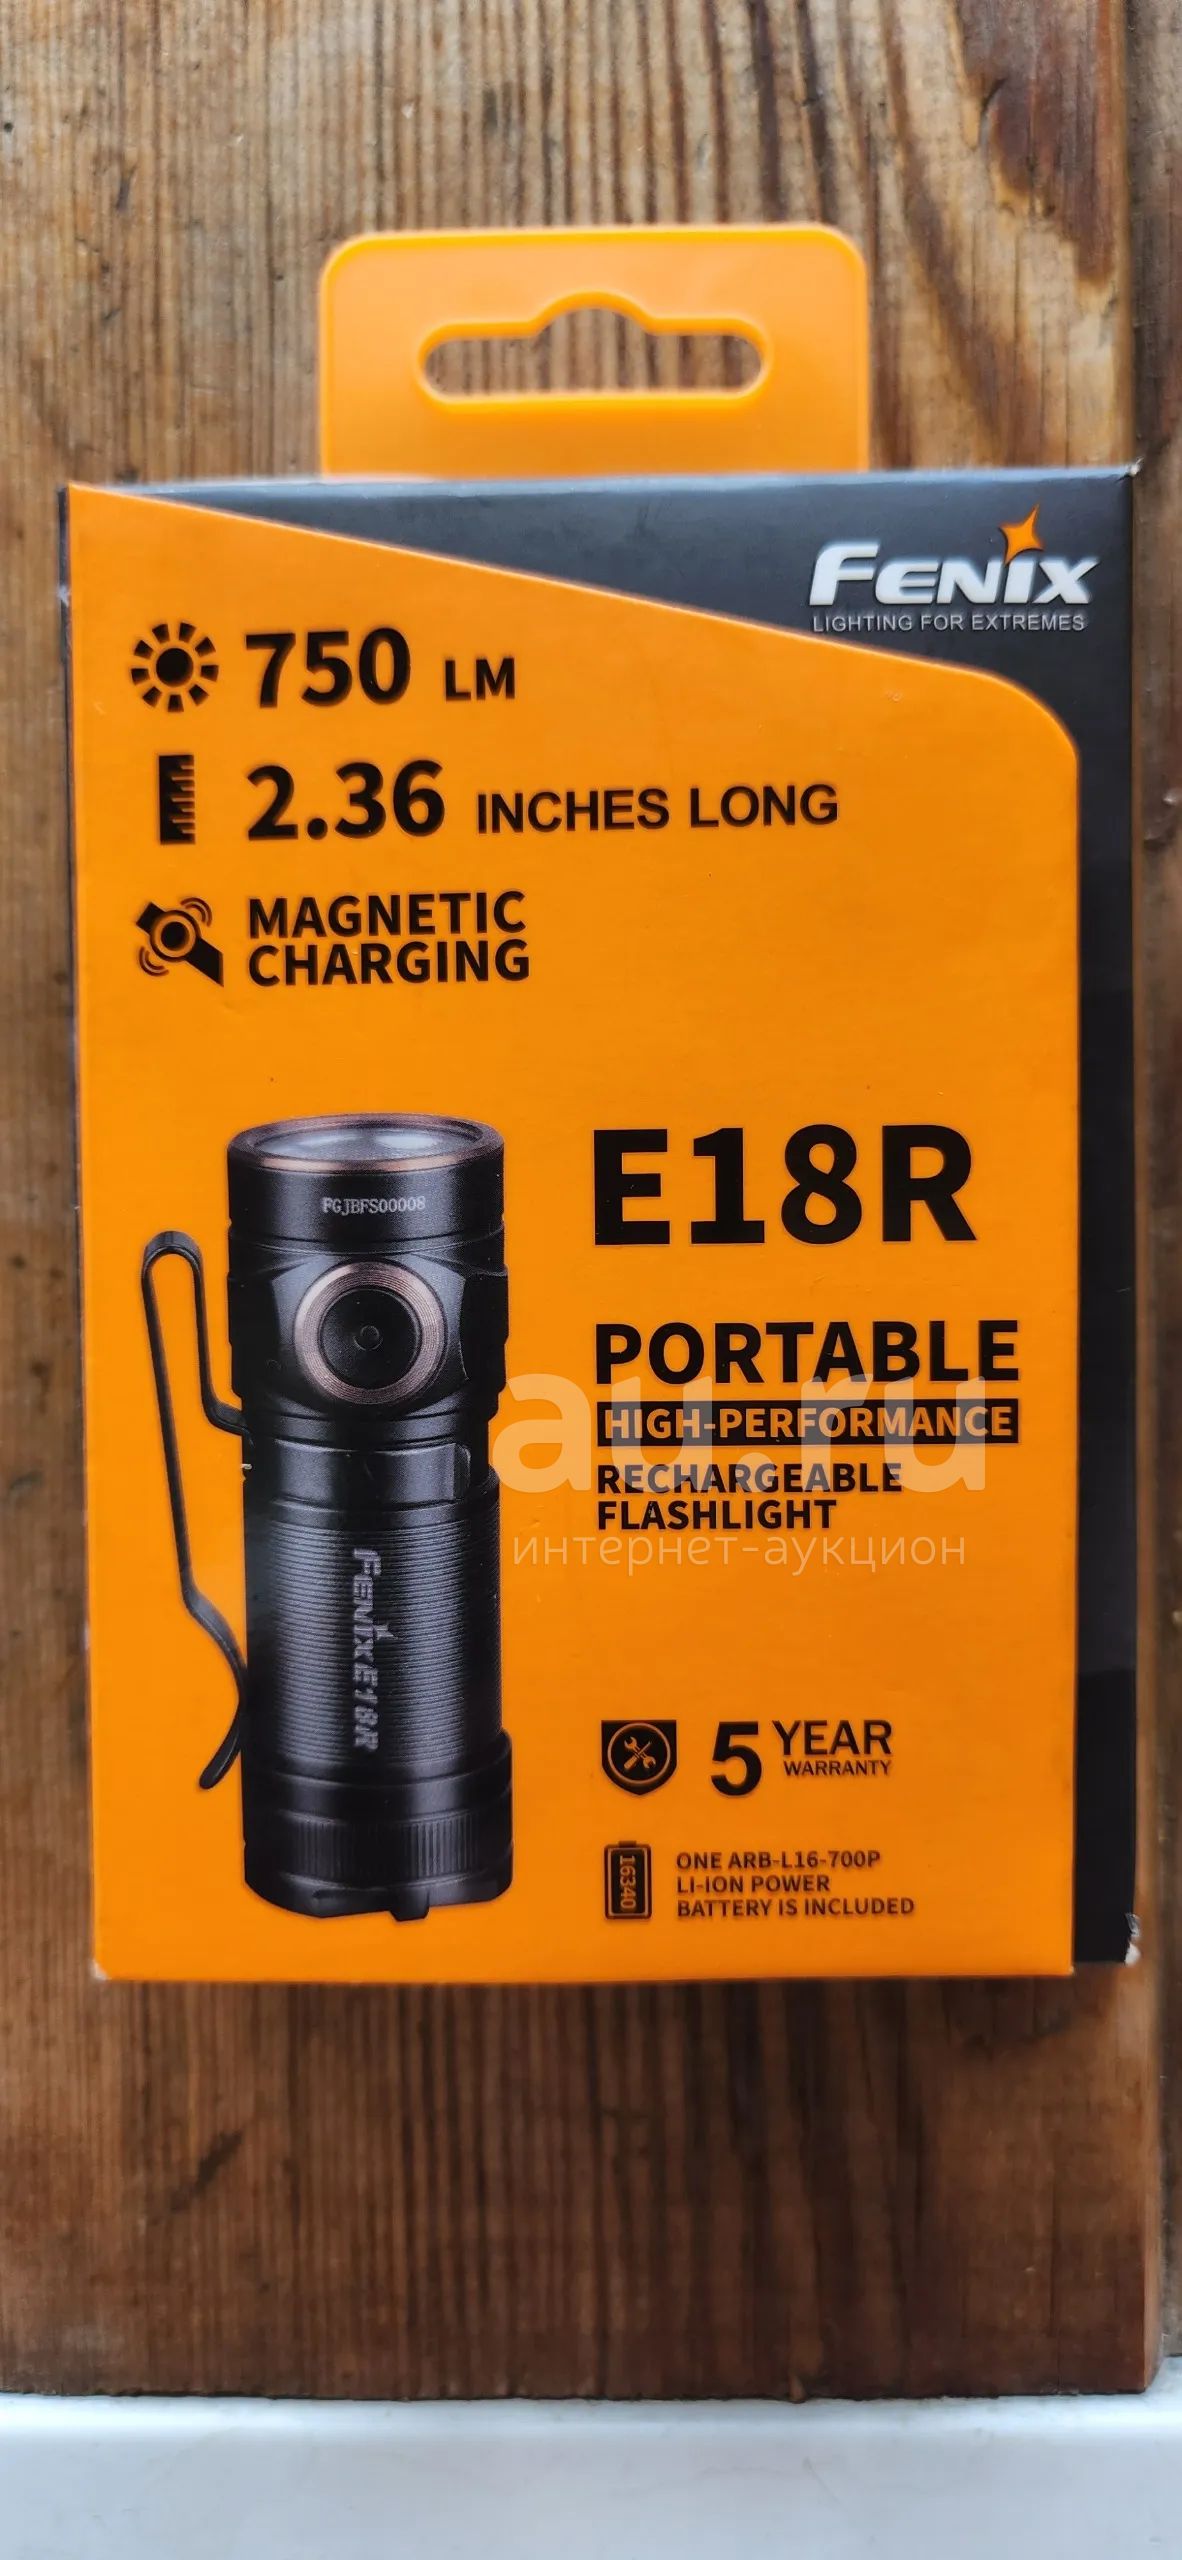 FENIX
LIGHTING FOR EXTREMES
750 LM
2.36 INCHES LONG
MAGNETIC
CHARGING
FGJBFS00008
E18R
PORTABLE
HIGH-PERFORMANCE
RECHARGEABLE
FLASHLIGHT
au.ru
интернет-аукцион
FENIX E18R
5 YEAR
WARRANTY
16340
ONE ARB-L16-700P
LI-ION POWER
BATTERY IS INCLUDED